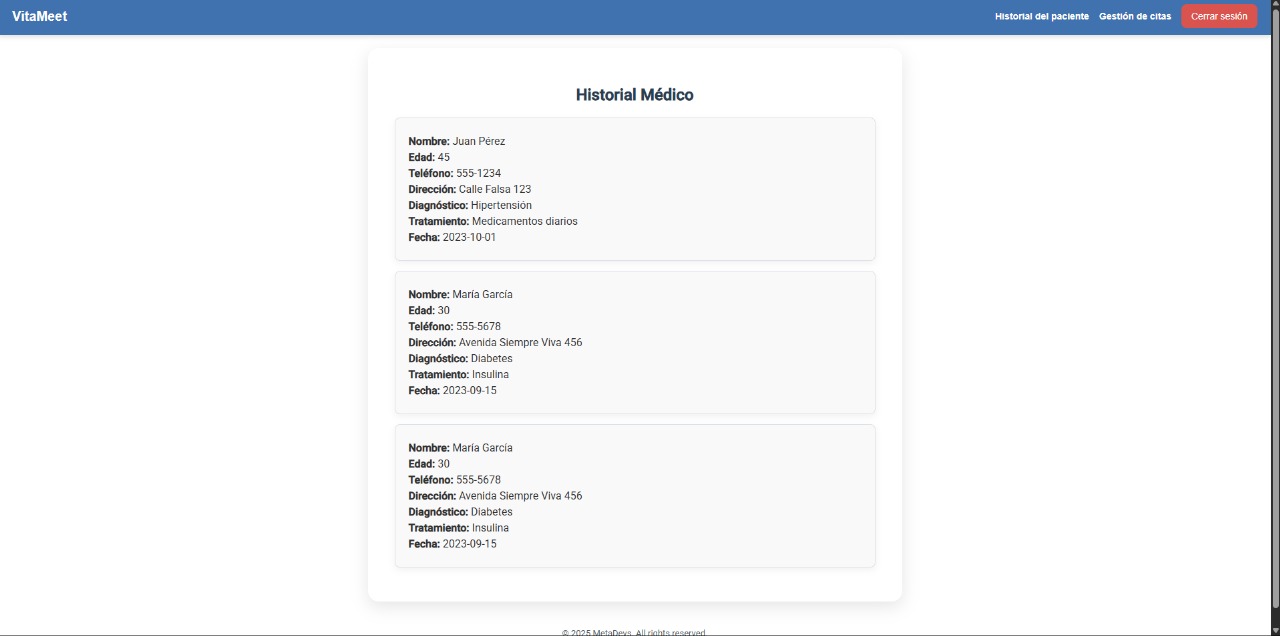 VitaMeet
Historial del paciente Gestión de citas Cerrar sesión
Historial Médico
Nombre: Juan Pérez
Edad: 45
Teléfono: 555-1234
Dirección: Calle Falsa 123
Diagnóstico: Hipertensión
Tratamiento: Medicamentos diarios
Fecha: 2023-10-01
Nombre: María García
Edad: 30
Teléfono: 555-5678
Dirección: Avenida Siempre Viva 456
Diagnóstico: Diabetes
Tratamiento: Insulina
Fecha: 2023-09-15
Nombre: María García
Edad: 30
Teléfono: 555-5678
Dirección: Avenida Siempre Viva 456
Diagnóstico: Diabetes
Tratamiento: Insulina
Fecha: 2023-09-15
© 2025 MetaDevs. All rights reserved.